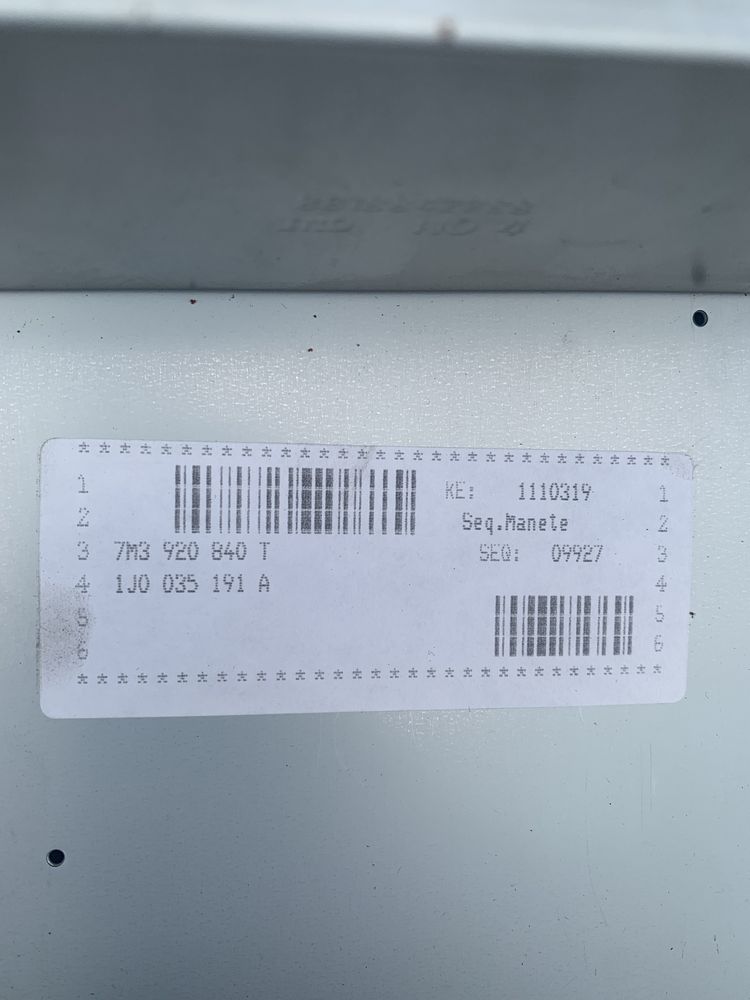 * * * * * * * * * * * * * * * * * * * * * * * * * * * * * *
1 KE: 1110319 1
2 Seq.Manete 2
3 7M3 920 840 T SEQ: 09927 3
4 1J0 035 191 A 4
5 5
6 6
* * * * * * * * * * * * * * * * * * * * * * * * * * * * * *